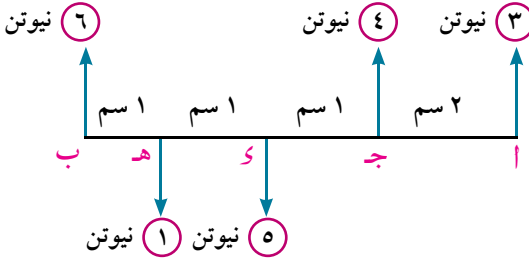 ٣ نيوتن ٤ نيوتن ٦ نيوتن
٢ سم ١ سم ١ سم ١ سم
ا جـ ى هـ ب
٥ نيوتن ١ نيوتن